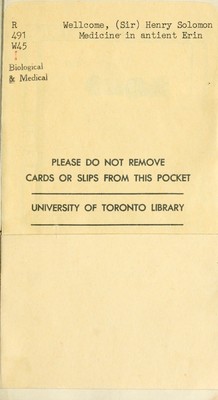 R Wellcome, (Sir) Henry Solomon
491 Medicine in antient Erin
W45
1
Biological
& Medical
PLEASE DO NOT REMOVE
CARDS OR SLIPS FROM THIS POCKET
UNIVERSITY OF TORONTO LIBRARY